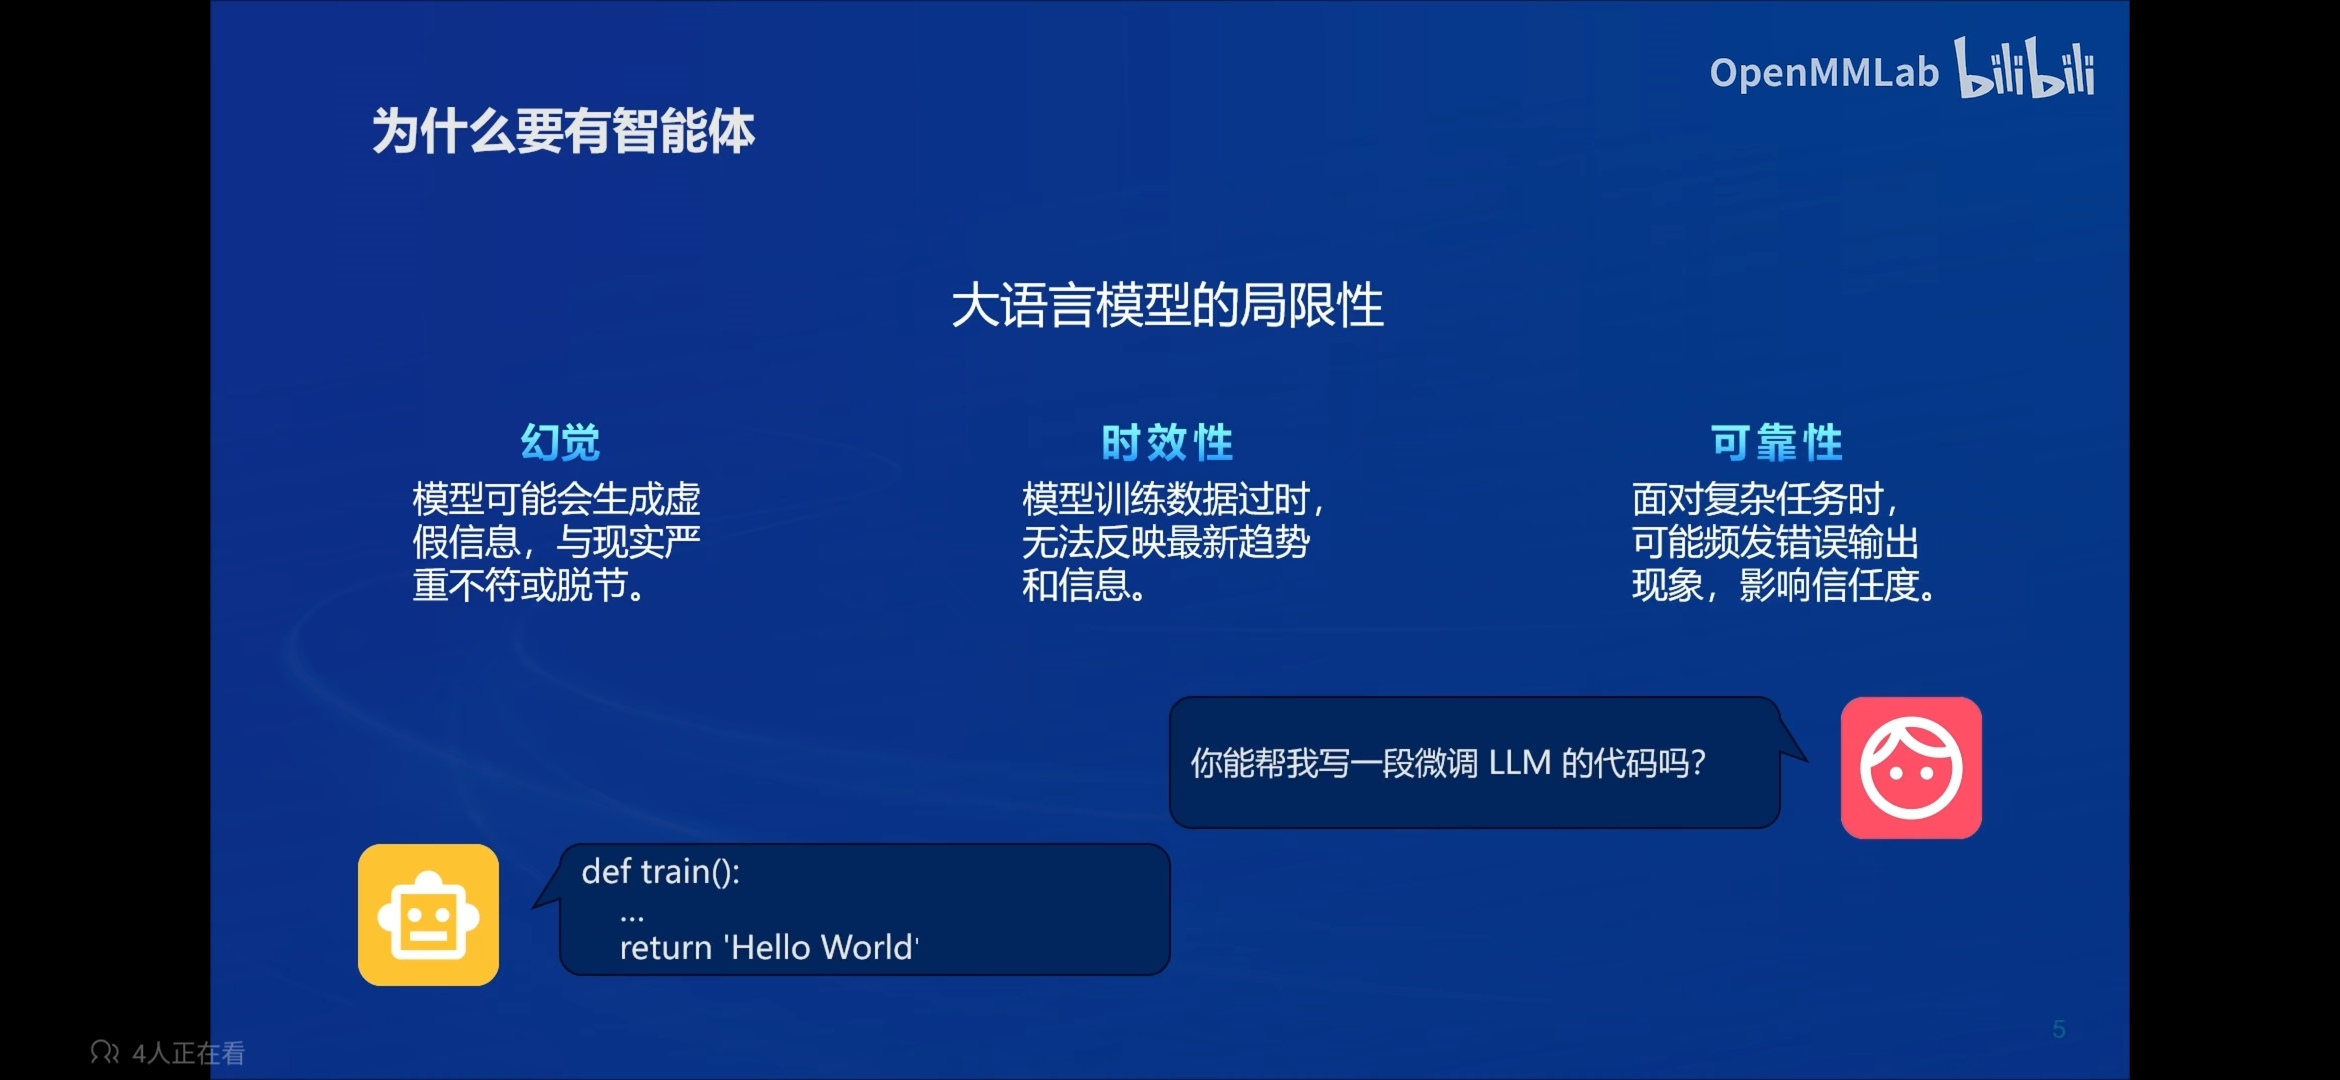 OpenMMLab bilibili
为什么要有智能体
大语言模型的局限性
幻觉
模型可能会生成虚
假信息，与现实严
重不符或脱节。
时效性
模型训练数据过时，
无法反映最新趋势
和信息。
可靠性
面对复杂任务时，
可能频发错误输出
现象，影响信任度。
你能帮我写一段微调 LLM 的代码吗？
def train():
...
return 'Hello World'
5
4人正在看